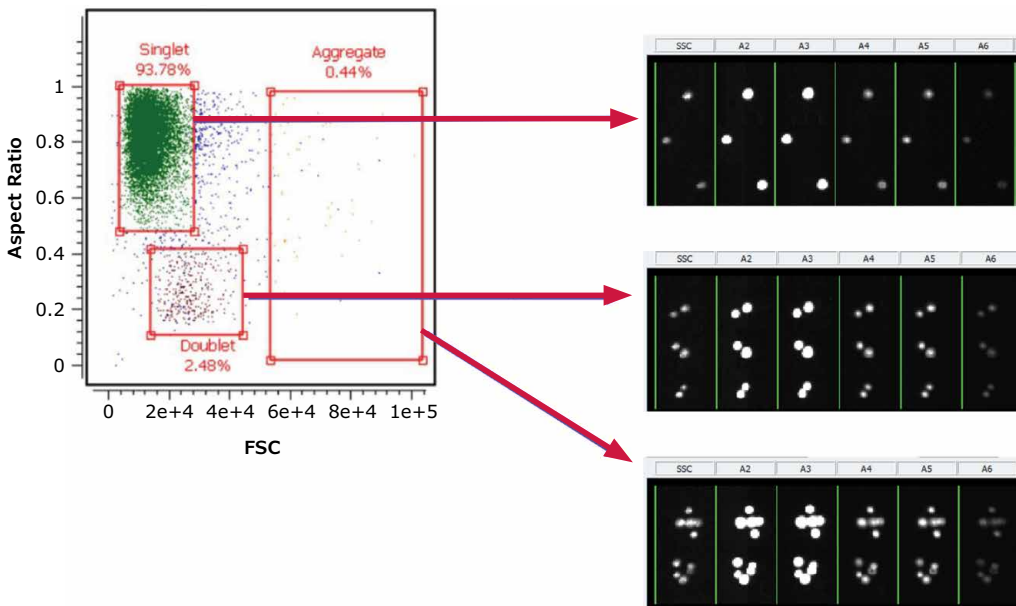 Singlet
93.78%
Aggregate
0.44%
1
0.8
0.6
0.4
0.2
0
Aspect Ratio
Doublet
2.48%
0 2e+4 4e+4 6e+4 8e+4 1e+5
FSC
SSC A2 A3 A4 A5 A6
SSC A2 A3 A4 A5 A6
SSC A2 A3 A4 A5 A6